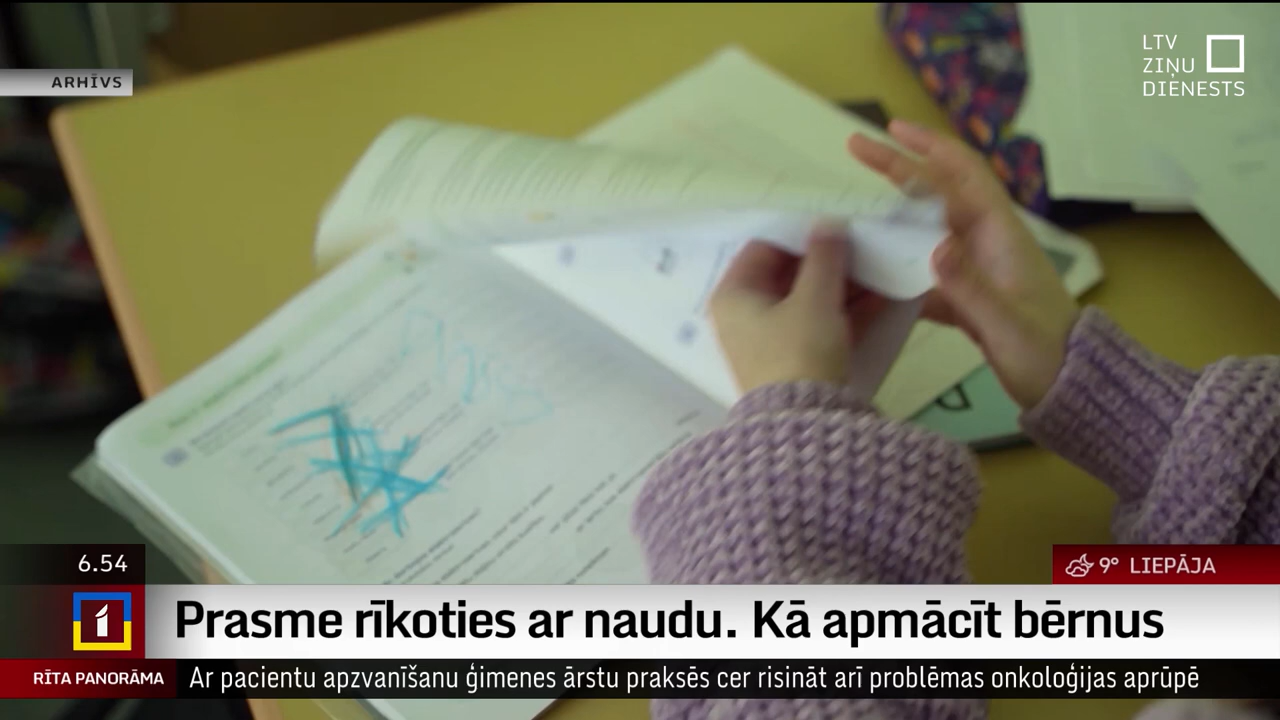 ARHĪVS
LTV
ZIŅU
DIENESTS
6.54
9° LIEPĀJA
1
Prasme rīkoties ar naudu. Kā apmācīt bērnus
RĪTA PANORĀMA
Ar pacientu apzvanīšanu ģimenes ārstu praksēs cer risināt arī problēmas onkoloģijas aprūpē